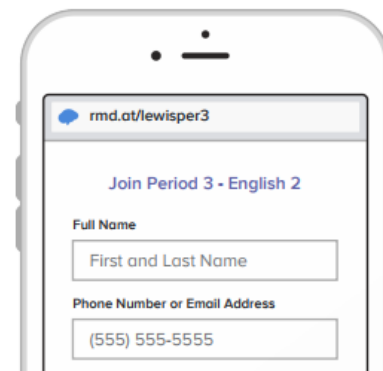 rmd.at/lewisper3
Join Period 3 - English 2
Full Name
First and Last Name
Phone Number or Email Address
(555) 555-5555